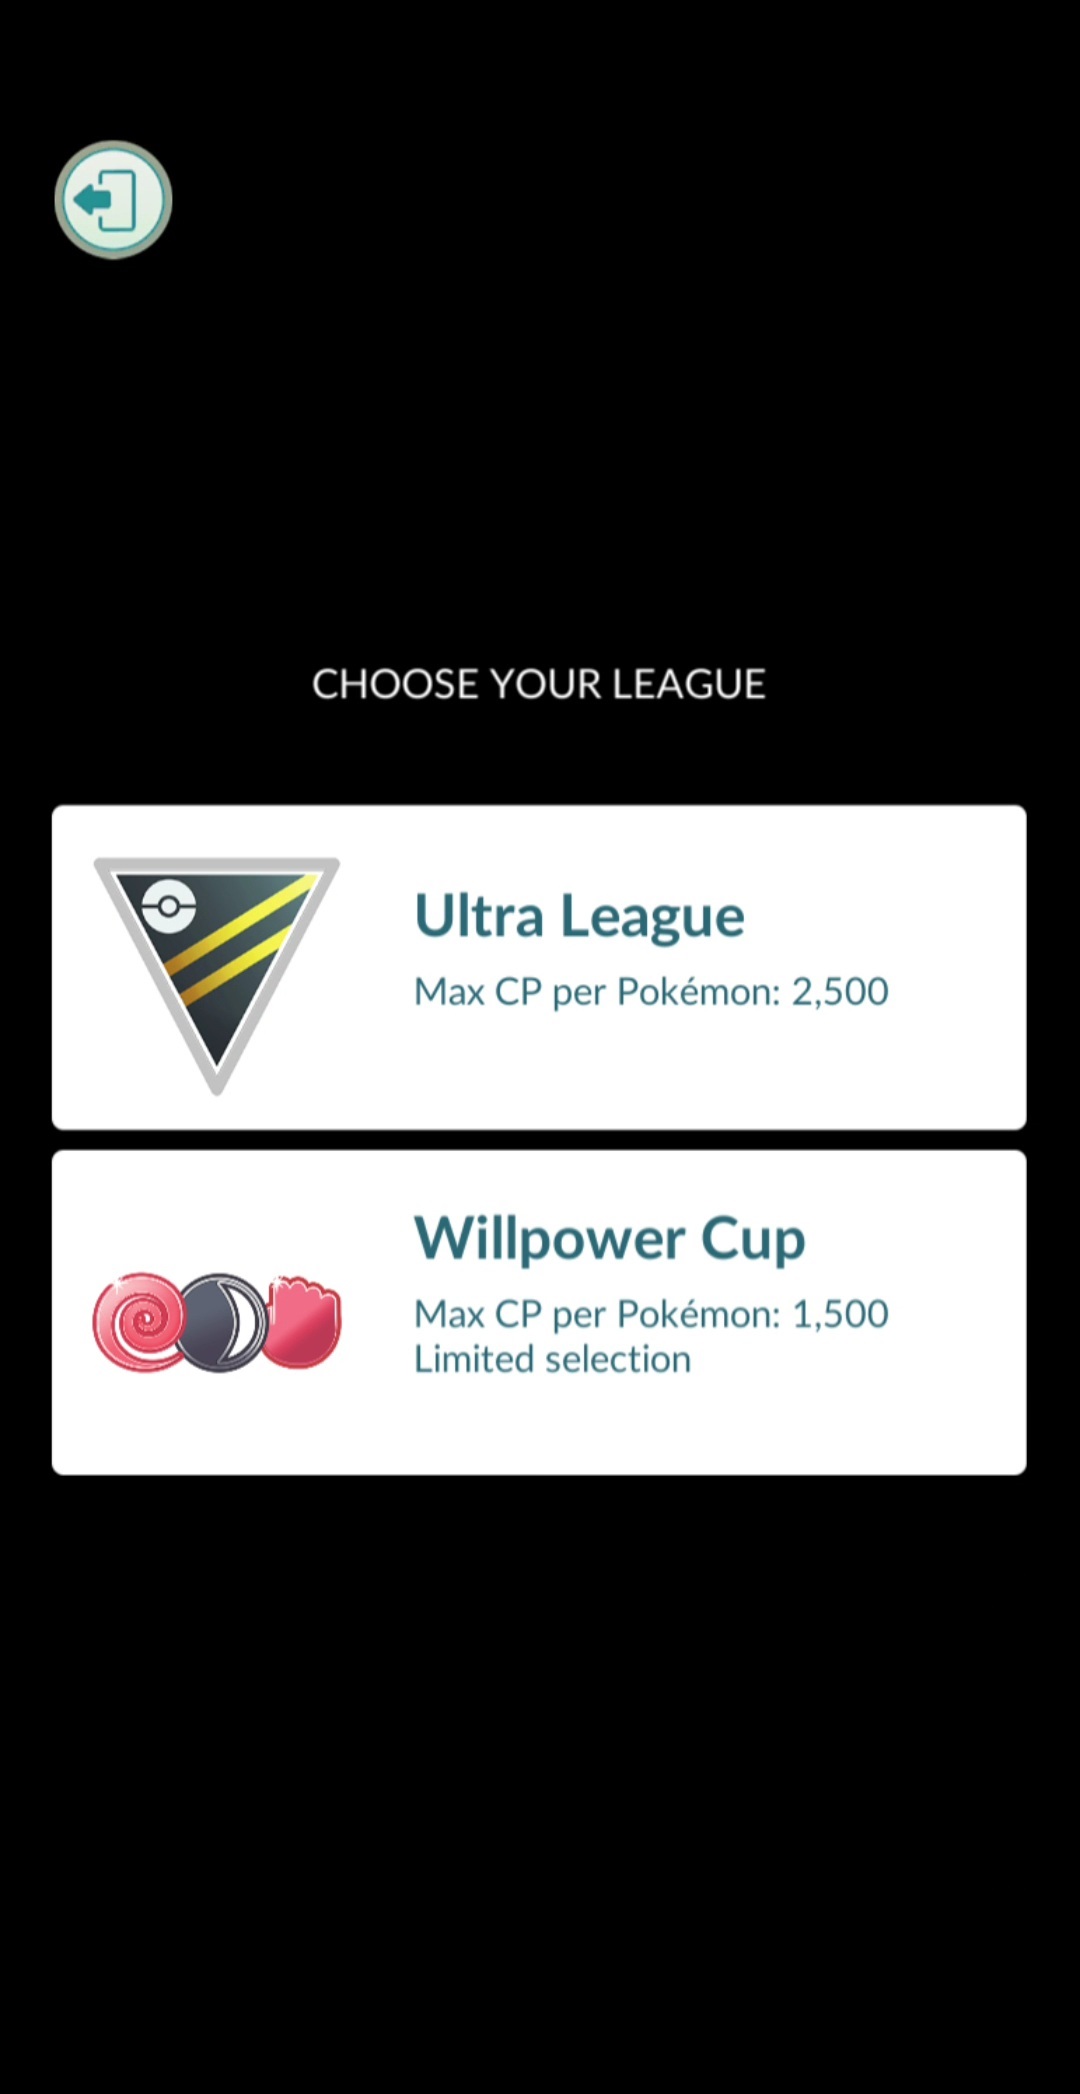 CHOOSE YOUR LEAGUE
Ultra League
Max CP per Pokémon: 2,500
Willpower Cup
Max CP per Pokémon: 1,500
Limited selection